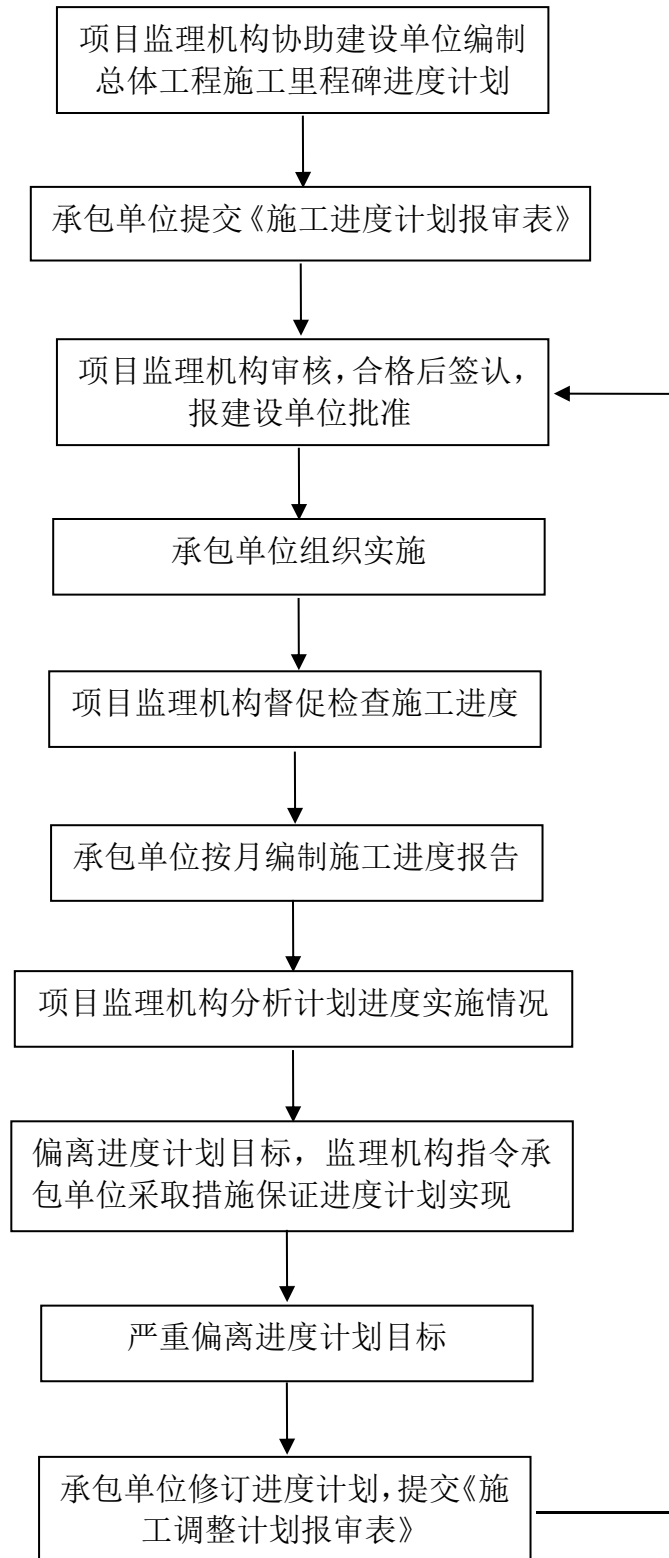 项目监理机构协助建设单位编制
总体工程施工里程碑进度计划
承包单位提交《施工进度计划报审表》
项目监理机构审核,合格后签认,
报建设单位批准
承包单位组织实施
项目监理机构督促检查施工进度
承包单位按月编制施工进度报告
项目监理机构分析计划进度实施情况
偏离进度计划目标，监理机构指令承
包单位采取措施保证进度计划实现
严重偏离进度计划目标
承包单位修订进度计划,提交《施
工调整计划报审表》